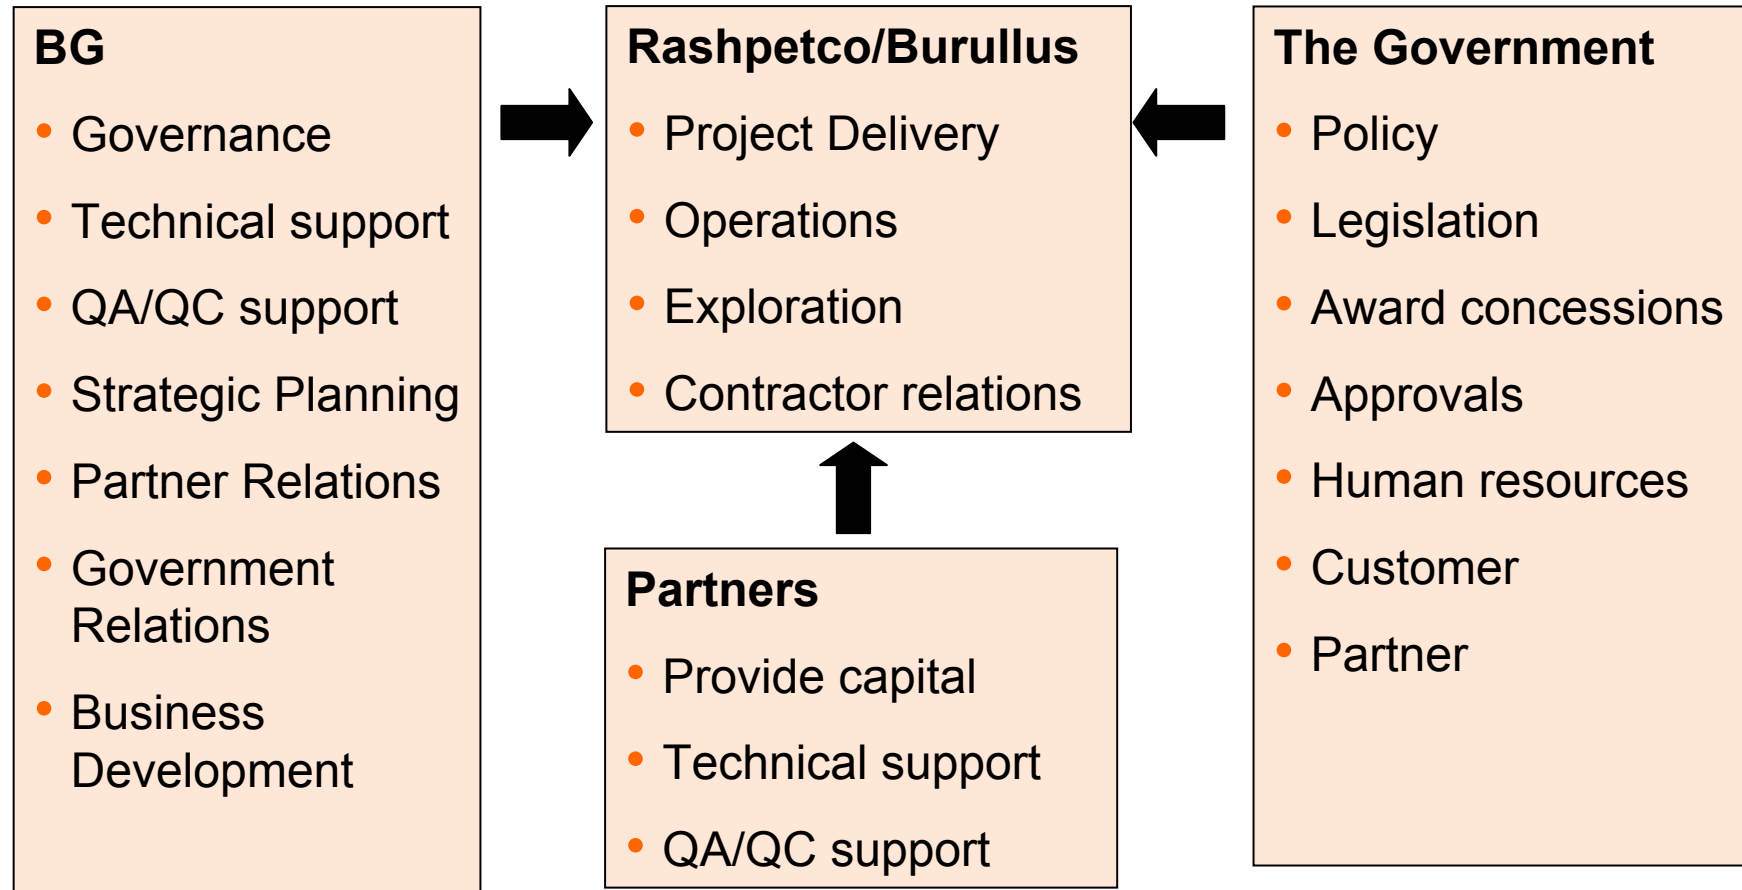 BG
• Governance
• Technical support
• QA/QC support
• Strategic Planning
• Partner Relations
• Government
Relations
• Business
Development
Rashpetco/Burullus
• Project Delivery
• Operations
• Exploration
• Contractor relations
Partners
• Provide capital
• Technical support
• QA/QC support
The Government
• Policy
• Legislation
• Award concessions
• Approvals
• Human resources
• Customer
• Partner